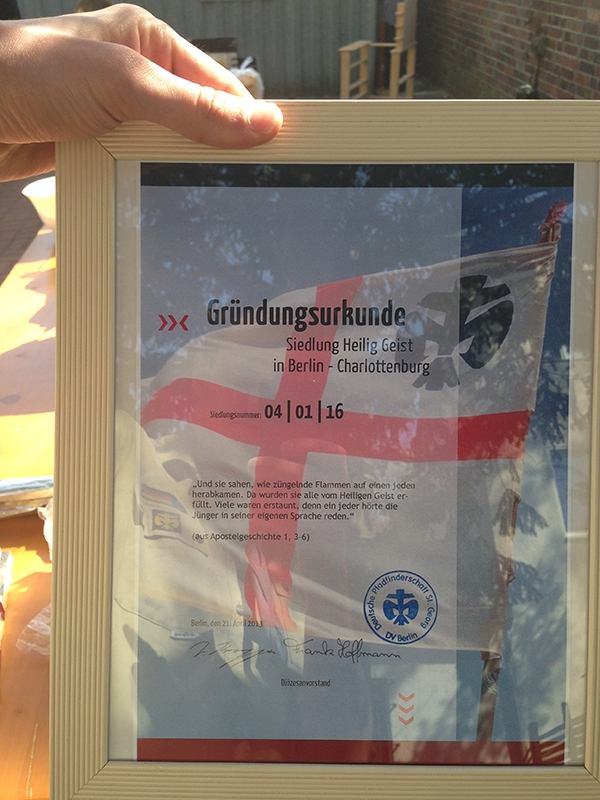 Gründungsurkunde
Siedlung Heilig Geist
in Berlin - Charlottenburg
Siedlungsnummer: 04 | 01 | 16
„Und sie sahen, wie züngelnde Flammen auf einen jeden
herabkamen. Da wurden sie alle vom Heiligen Geist er-
füllt. Viele waren erstaunt, denn ein jeder hörte die
Jünger in seiner eigenen Sprache reden.“
(aus Apostelgeschichte 1, 3-6)
Deutsche Pfadfinderschaft St. Georg
DV Berlin
Berlin, den 21. April 2013
Frank Hoffmann
Diözesanvorstand